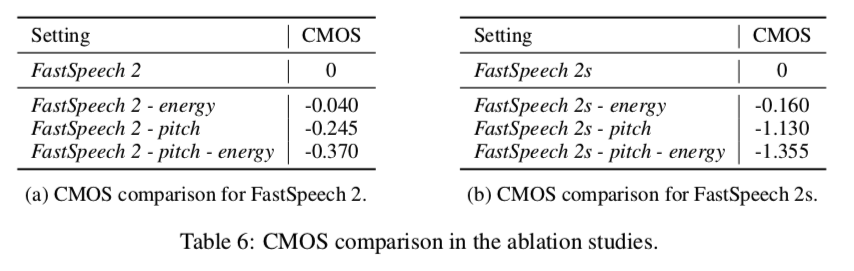 Setting CMOS
FastSpeech 2 0
FastSpeech 2 - energy -0.040
FastSpeech 2 - pitch -0.245
FastSpeech 2 - pitch - energy -0.370
(a) CMOS comparison for FastSpeech 2.
Setting CMOS
FastSpeech 2s 0
FastSpeech 2s - energy -0.160
FastSpeech 2s - pitch -1.130
FastSpeech 2s - pitch - energy -1.355
(b) CMOS comparison for FastSpeech 2s.
Table 6: CMOS comparison in the ablation studies.